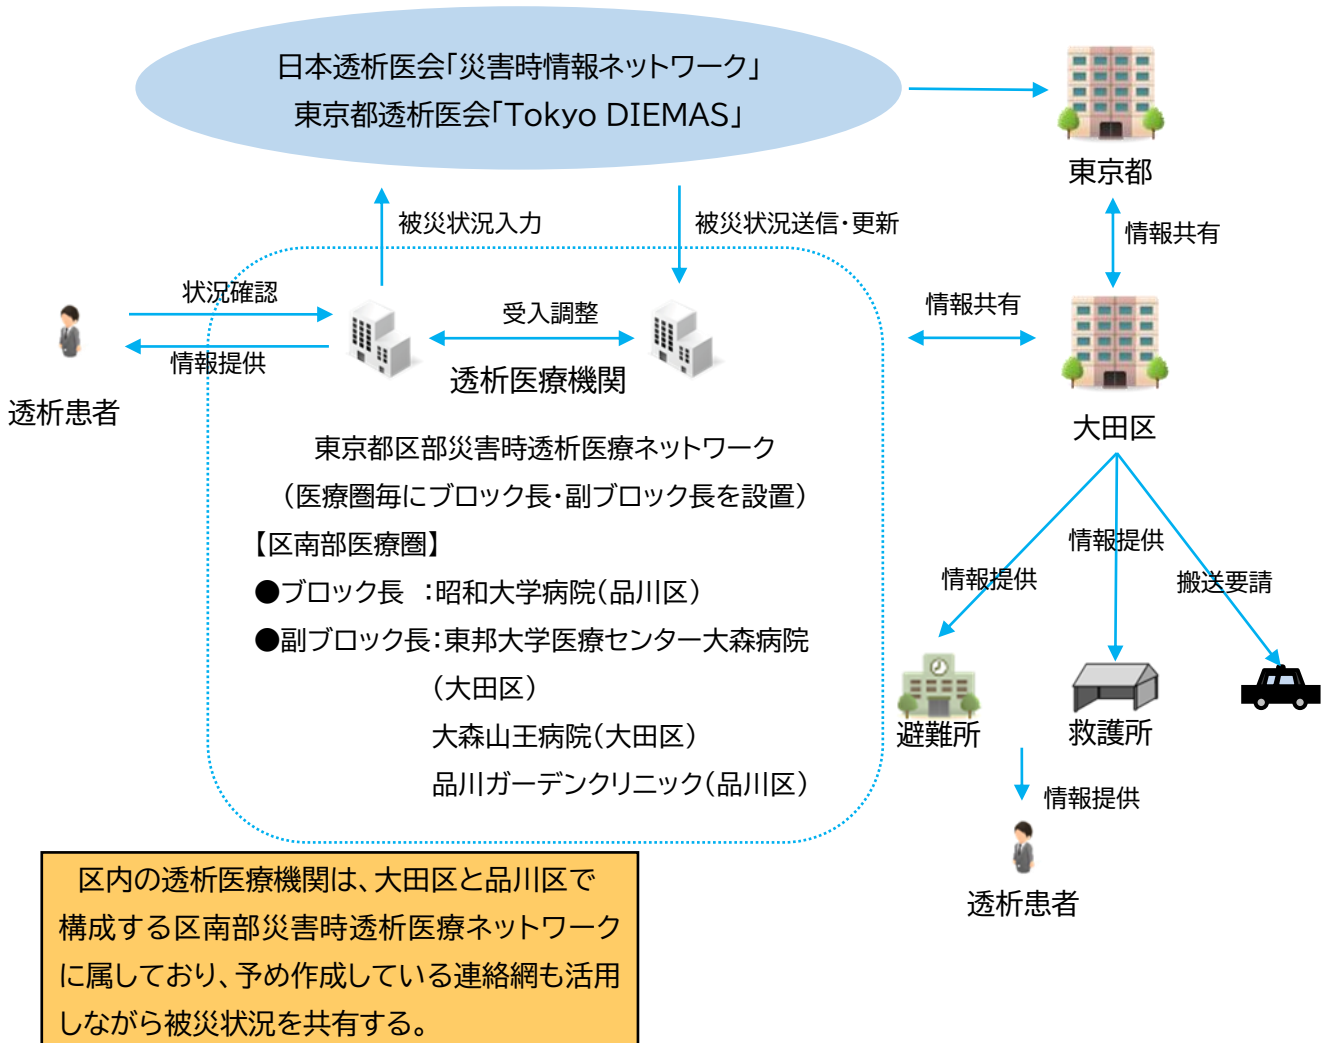 日本透析医会「災害時情報ネットワーク」
東京都透析医会「Tokyo DIEMAS」
東京都
被災状況入力
被災状況送信・更新
情報共有
状況確認
情報提供
透析患者
受入調整
透析医療機関
情報共有
大田区
東京都区部災害時透析医療ネットワーク
（医療圏毎にブロック長・副ブロック長を設置）
【区南部医療圏】
●ブロック長　：昭和大学病院（品川区）
●副ブロック長：東邦大学医療センター大森病院
（大田区）
大森山王病院（大田区）
品川ガーデンクリニック（品川区）
情報提供
情報提供
搬送要請
避難所
救護所
情報提供
透析患者
区内の透析医療機関は、大田区と品川区で
構成する区南部災害時透析医療ネットワーク
に属しており、予め作成している連絡網も活用
しながら被災状況を共有する。